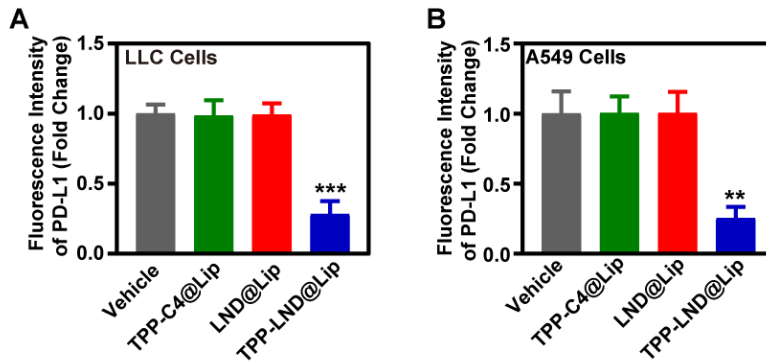 A
Fluorescence Intensity
of PD-L1 (Fold Change)
1.5
1.0
0.5
0.0
LLC Cells
***
Vehicle
TPP-C4@Lip
LND@Lip
TPP-LND@Lip
B
Fluorescence Intensity
of PD-L1 (Fold Change)
1.5
1.0
0.5
0.0
A549 Cells
**
Vehicle
TPP-C4@Lip
LND@Lip
TPP-LND@Lip